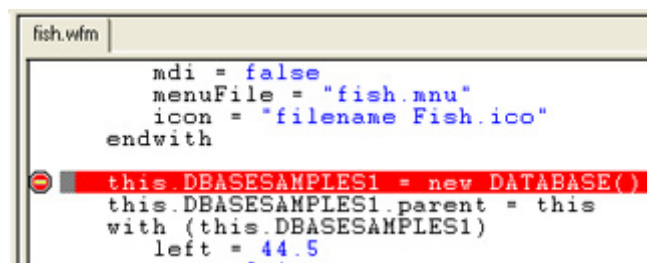 fish.wfm
mdi = false
menuFile = "fish.mnu"
icon = "filename Fish.ico"
endwith
this.DBASESAMPLES1 = new DATABASE()
this.DBASESAMPLES1.parent = this
with (this.DBASESAMPLES1)
left = 44.5